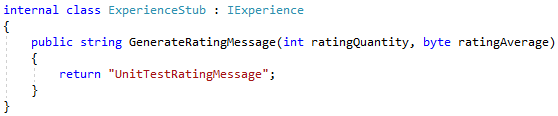 internal class ExperienceStub : IExperience
{
    public string GenerateRatingMessage(int ratingQuantity, byte ratingAverage)
    {
        return "UnitTestRatingMessage";
    }
}